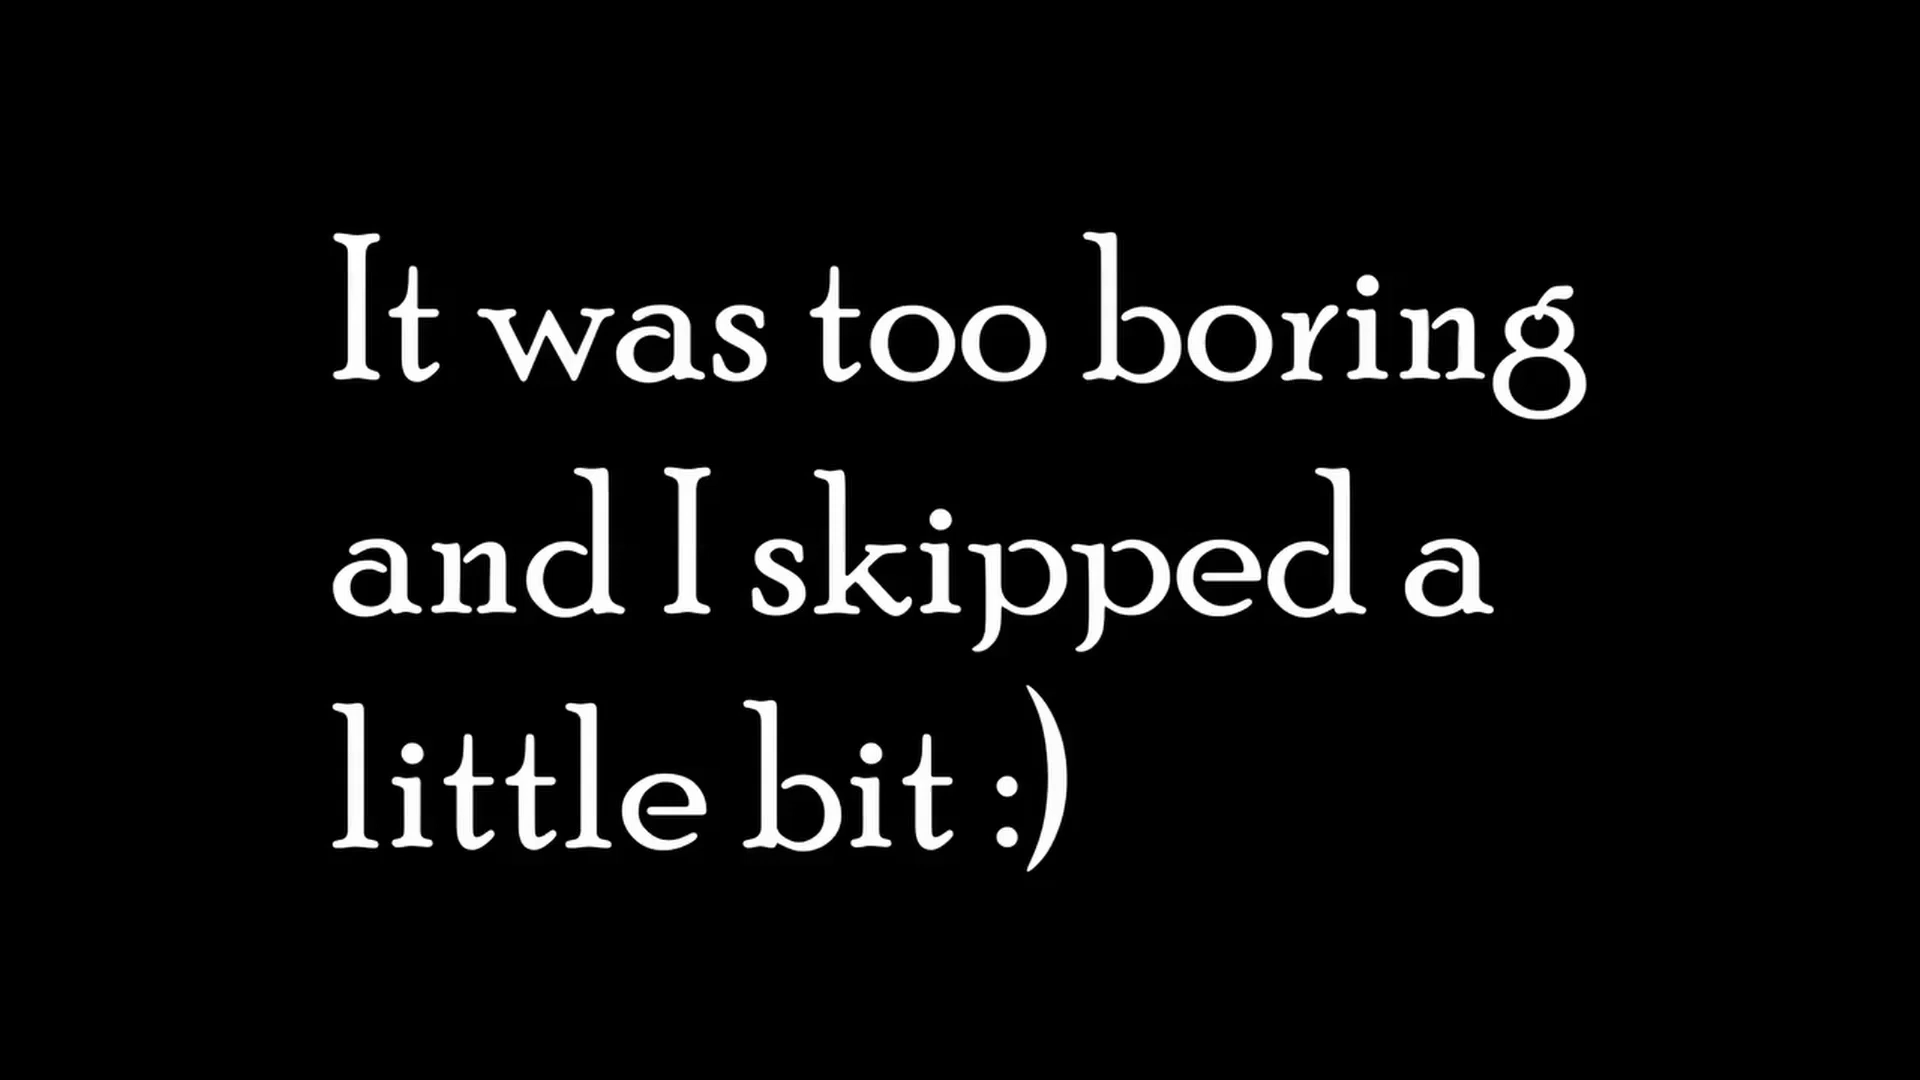 It was too boring
and I skipped a
little bit :)